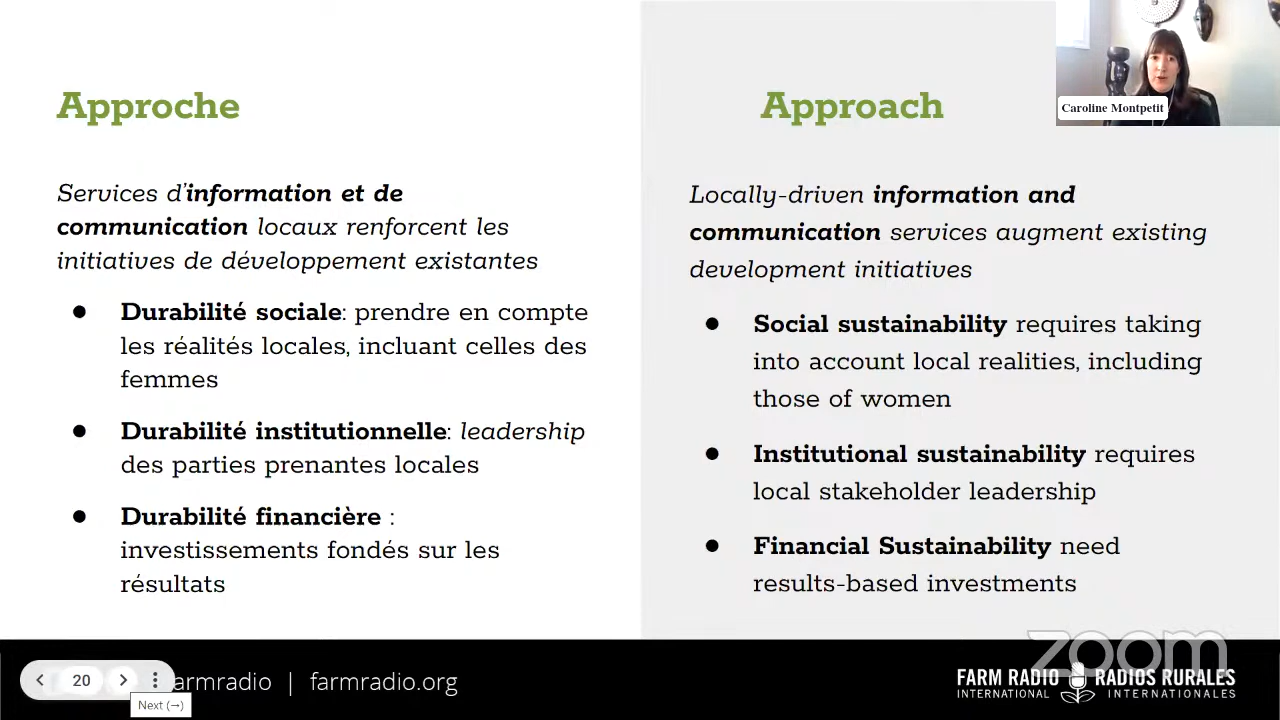 Approche
Services d'information et de
communication locaux renforcent les
initiatives de développement existantes
● Durabilité sociale: prendre en compte
les réalités locales, incluant celles des
femmes
● Durabilité institutionnelle: leadership
des parties prenantes locales
● Durabilité financière :
investissements fondés sur les
résultats
Approach
Locally-driven information and
communication services augment existing
development initiatives
● Social sustainability requires taking
into account local realities, including
those of women
● Institutional sustainability requires
local stakeholder leadership
● Financial Sustainability need
results-based investments
Caroline Montpetit
20
Next (→)
armradio | farmradio.org
FARM RADIO
INTERNATIONAL
RADIOS RURALES
INTERNATIONALES
zoom